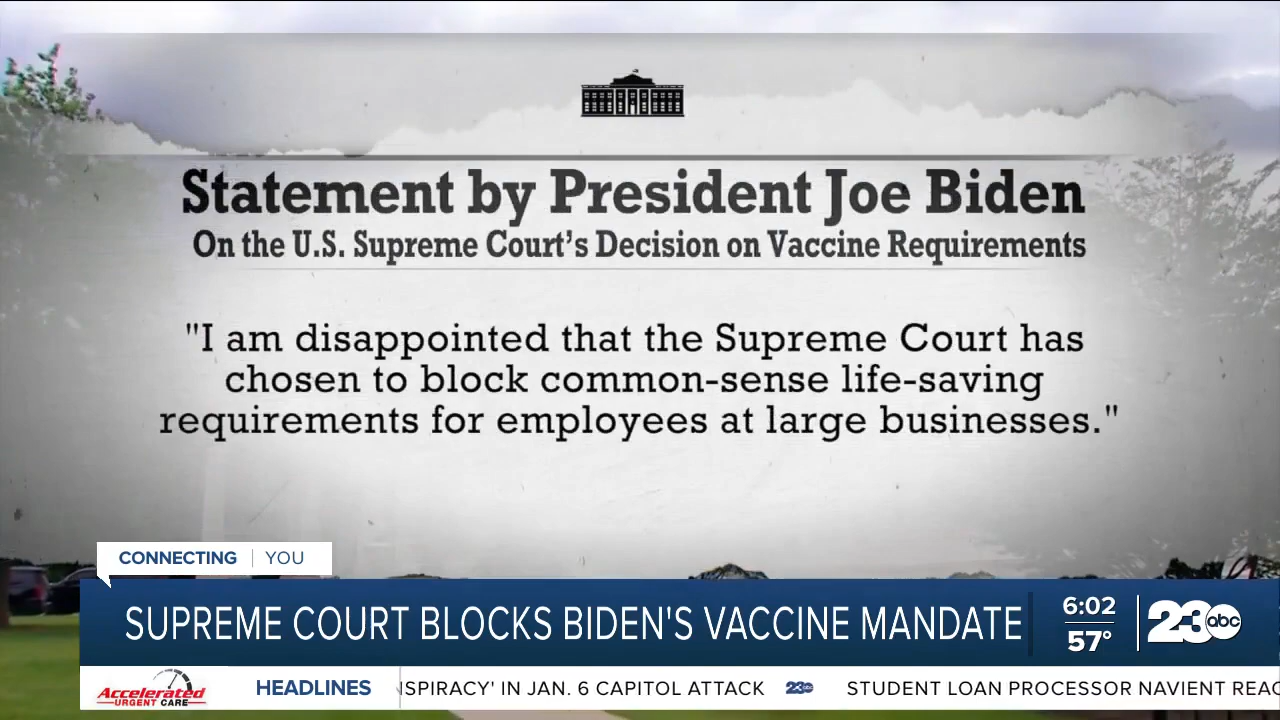 Statement by President Joe Biden
On the U.S. Supreme Court's Decision on Vaccine Requirements
"I am disappointed that the Supreme Court has
chosen to block common-sense life-saving
requirements for employees at large businesses."
CONNECTING | YOU
SUPREME COURT BLOCKS BIDEN'S VACCINE MANDATE
6:02
57°
23 abc
Accelerated
URGENT CARE
HEADLINES
ISPIRACY' IN JAN. 6 CAPITOL ATTACK 23abc STUDENT LOAN PROCESSOR NAVIENT REAC